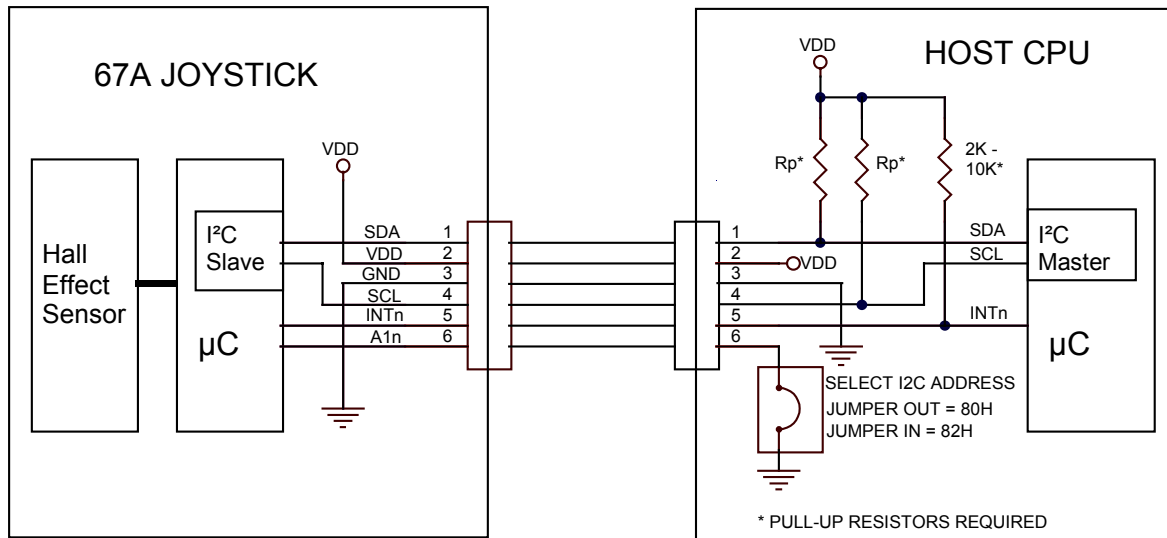 67A JOYSTICK
Hall
Effect
Sensor
I²C
Slave
µC
VDD
SDA 1
VDD 2
GND 3
SCL 4
INTn 5
A1n 6
HOST CPU
VDD
Rp*
Rp*
2K -
10K*
1
2
3
4
5
6
VDD
SDA
SCL
INTn
I²C
Master
µC
SELECT I2C ADDRESS
JUMPER OUT = 80H
JUMPER IN = 82H
* PULL-UP RESISTORS REQUIRED